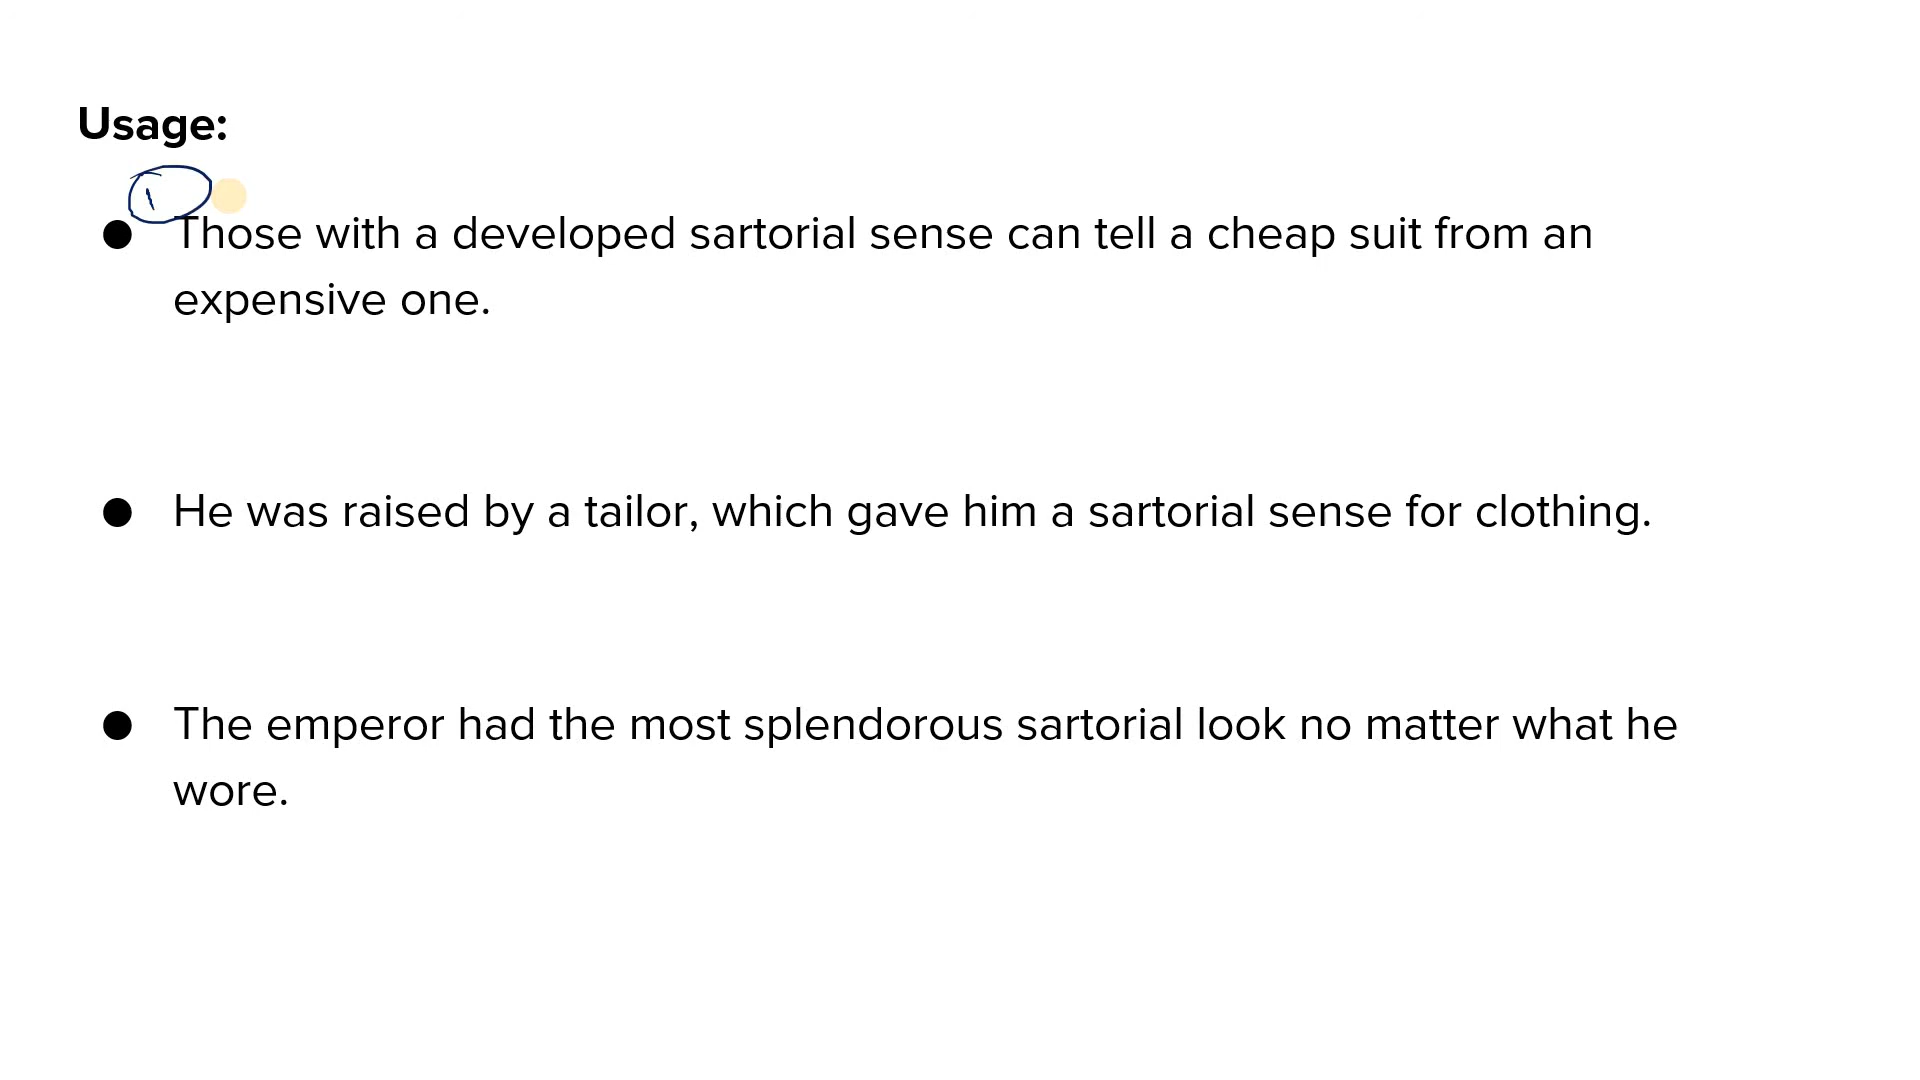 Usage:
1
● Those with a developed sartorial sense can tell a cheap suit from an
expensive one.
● He was raised by a tailor, which gave him a sartorial sense for clothing.
● The emperor had the most splendorous sartorial look no matter what he
wore.